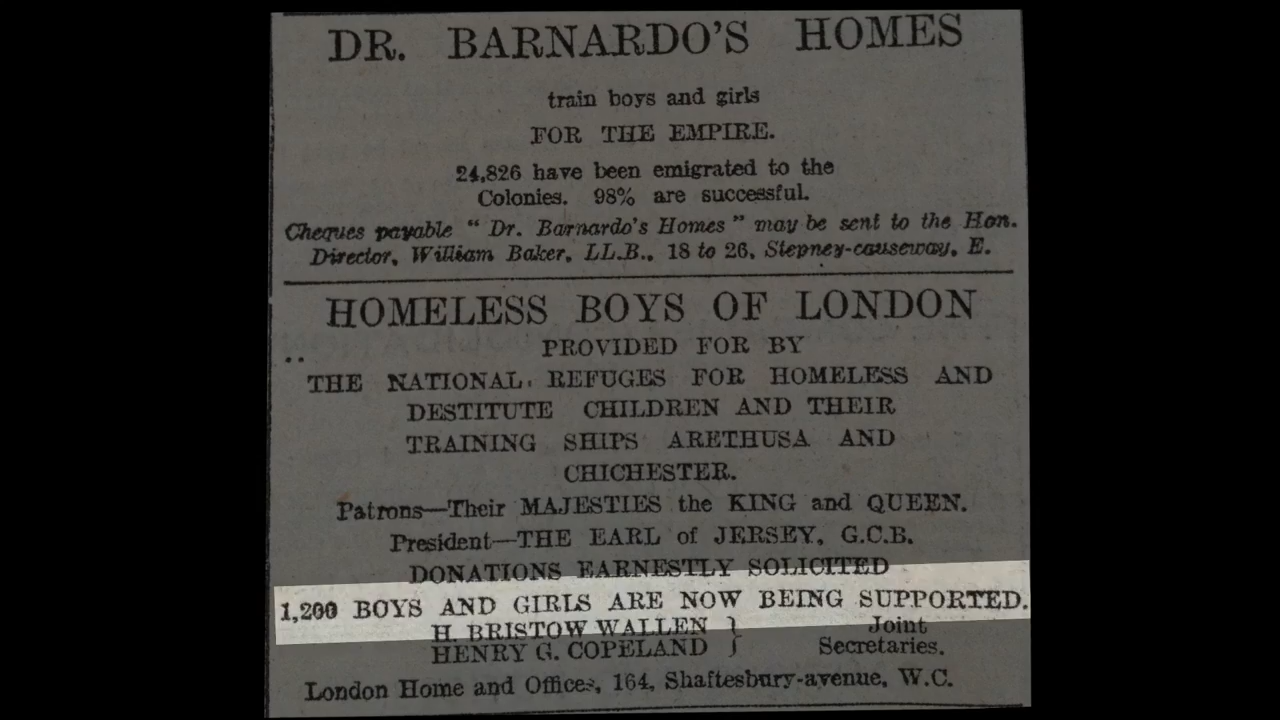 DR. BARNARDO'S HOMES
train boys and girls
FOR THE EMPIRE.
24,826 have been emigrated to the
Colonies. 98% are successful.
Cheques payable " Dr. Barnardo's Homes " may be sent to the Hon.
Director, William Baker, LL.B., 18 to 26, Stepney-causeway, E.
HOMELESS BOYS OF LONDON
PROVIDED FOR BY
THE NATIONAL REFUGES FOR HOMELESS AND
DESTITUTE CHILDREN AND THEIR
TRAINING SHIPS ARETHUSA AND
CHICHESTER.
Patrons—Their MAJESTIES the KING and QUEEN.
President—THE EARL of JERSEY, G.C.B.
DONATIONS EARNESTLY SOLICITED
1,200 BOYS AND GIRLS ARE NOW BEING SUPPORTED.
H. BRISTOW WALLEN } Joint
HENRY G. COPELAND } Secretaries.
London Home and Offices, 164, Shaftesbury-avenue, W.C.